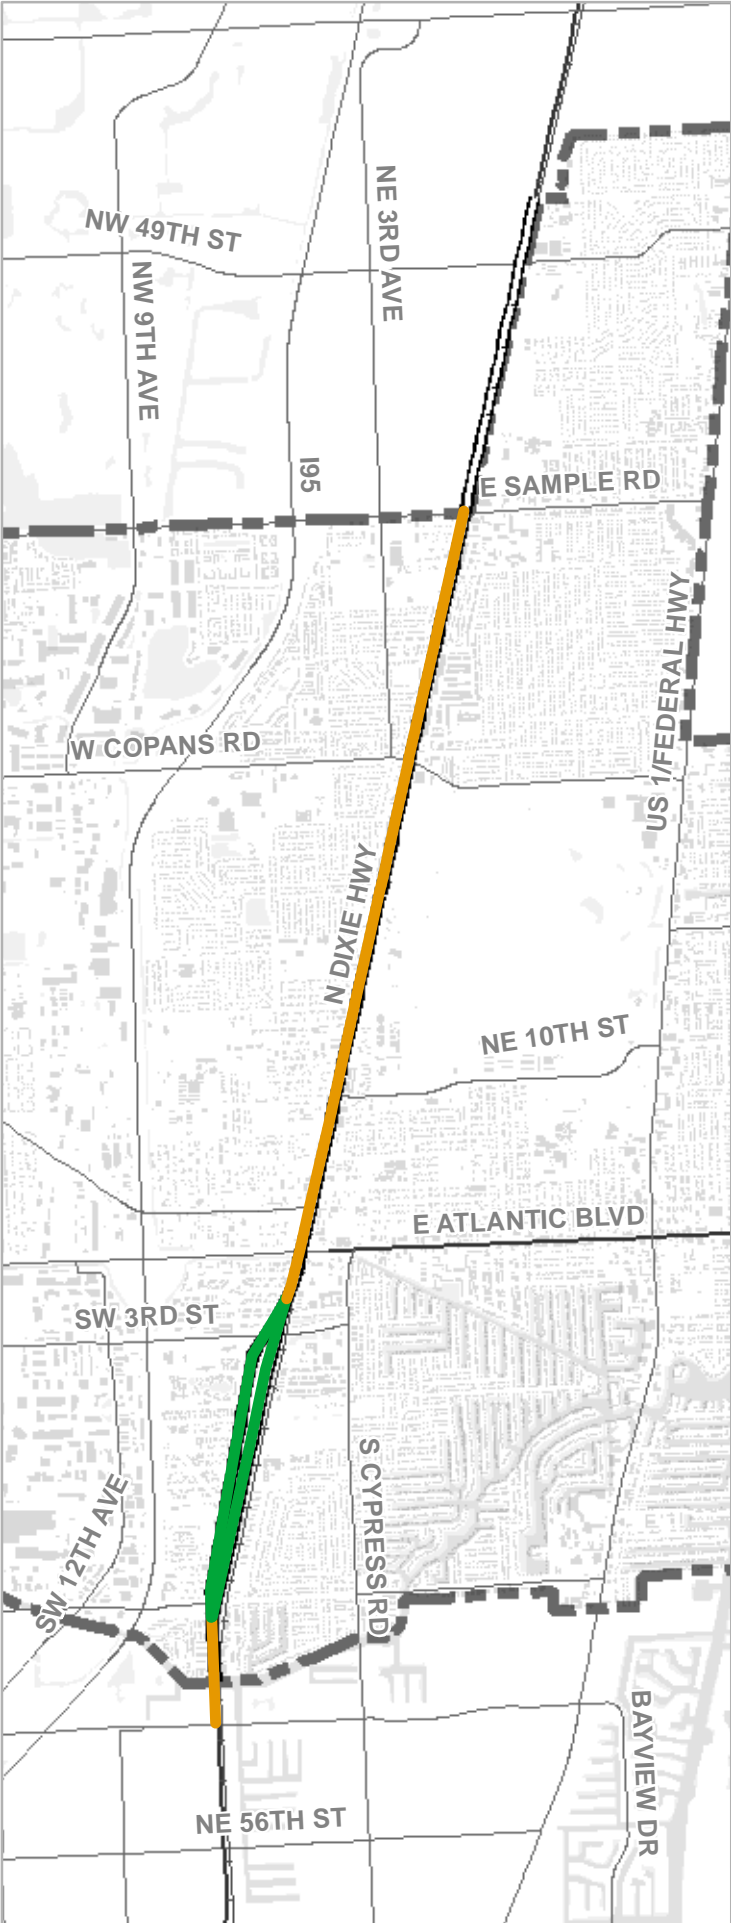 NW 49TH ST
NE 3RD AVE
NW 9TH AVE
I95
E SAMPLE RD
US 1/FEDERAL HWY
W COPANS RD
N DIXIE HWY
NE 10TH ST
E ATLANTIC BLVD
SW 3RD ST
S CYPRESS RD
SW 12TH AVE
BAYVIEW DR
NE 56TH ST